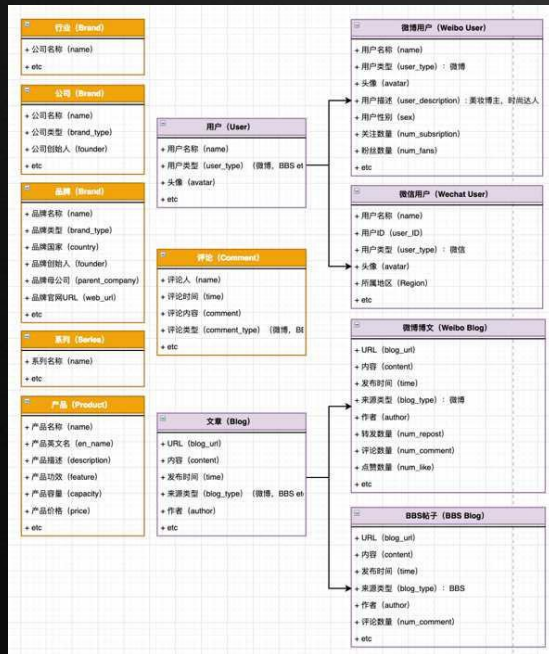 行业（Brand）
+ 公司名称（name）
+ etc
公司（Brand）
+ 公司名称（name）
+ 公司类型（brand_type）
+ 公司创始人（founder）
+ etc
品牌（Brand）
+ 品牌名称（name）
+ 品牌类型（brand_type）
+ 品牌国家（country）
+ 品牌创始人（founder）
+ 品牌母公司（parent_company）
+ 品牌官网URL（web_url）
+ etc
系列（Series）
+ 系列名称（name）
+ etc
产品（Product）
+ 产品名称（name）
+ 产品英文名（en_name）
+ 产品描述（description）
+ 产品功效（feature）
+ 产品容量（capacity）
+ 产品价格（price）
+ etc
用户（User）
+ 用户名称（name）
+ 用户类型（user_type）（微博，BBS et
+ 头像（avatar）
+ etc
评论（Comment）
+ 评论人（name）
+ 评论时间（time）
+ 评论内容（comment）
+ 评论类型（comment_type）（微博，BE
+ etc
文章（Blog）
+ URL（blog_url）
+ 内容（content）
+ 发布时间（time）
+ 来源类型（blog_type）（微博，BBS et
+ 作者（author）
+ etc
微博用户（Weibo User）
+ 用户名称（name）
+ 用户类型（user_type）：微博
+ 头像（avatar）
+ 用户描述（user_description）：美妆博主，时尚达人
+ 用户性别（sex）
+ 关注数量（num_subsription）
+ 粉丝数量（num_fans）
+ etc
微信用户（Wechat User）
+ 用户名称（name）
+ 用户ID（user_ID）
+ 用户类型（user_type）：微信
+ 头像（avatar）
+ 所属地区（Region）
+ etc
微博博文（Weibo Blog）
+ URL（blog_url）
+ 内容（content）
+ 发布时间（time）
+ 来源类型（blog_type）：微博
+ 作者（author）
+ 转发数量（num_repost）
+ 评论数量（num_comment）
+ 点赞数量（num_like）
+ etc
BBS帖子（BBS Blog）
+ URL（blog_url）
+ 内容（content）
+ 发布时间（time）
+ 来源类型（blog_type）：BBS
+ 作者（author）
+ 评论数量（num_comment）
+ etc